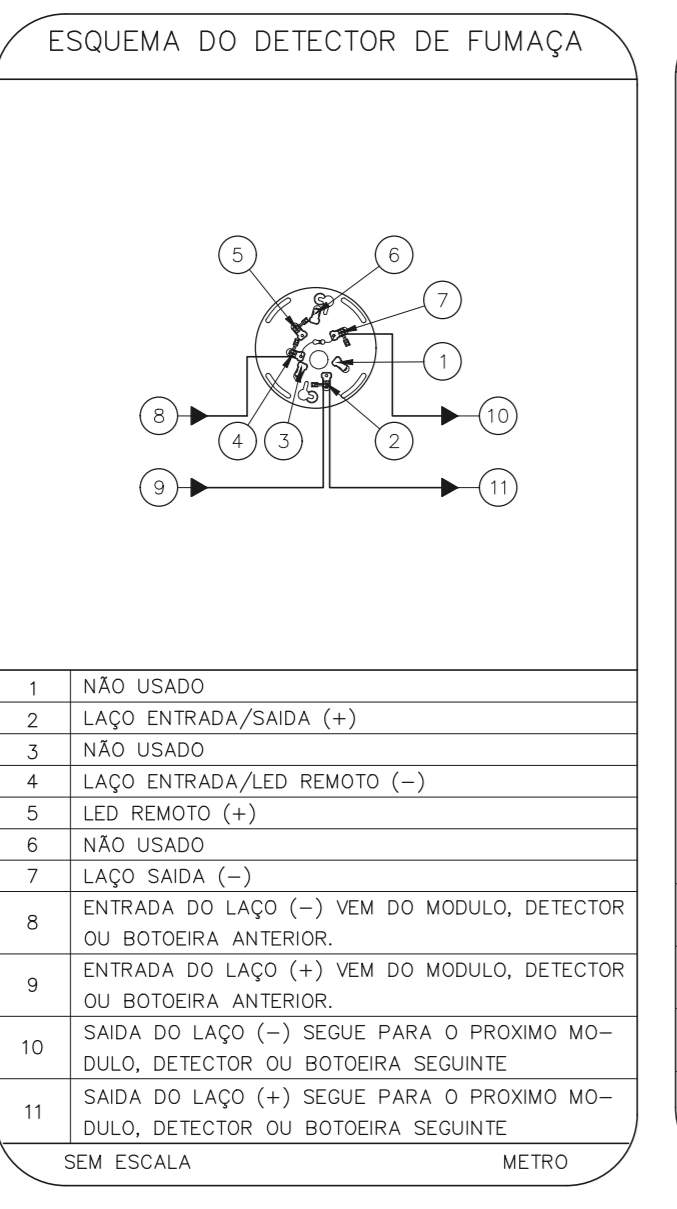 ESQUEMA DO DETECTOR DE FUMAÇA
5
6
7
1
8
10
4
3
2
9
11
1 NÃO USADO
2 LAÇO ENTRADA/SAIDA (+)
3 NÃO USADO
4 LAÇO ENTRADA/LED REMOTO (−)
5 LED REMOTO (+)
6 NÃO USADO
7 LAÇO SAIDA (−)
8 ENTRADA DO LAÇO (−) VEM DO MODULO, DETECTOR
OU BOTOEIRA ANTERIOR.
9 ENTRADA DO LAÇO (+) VEM DO MODULO, DETECTOR
OU BOTOEIRA ANTERIOR.
10 SAIDA DO LAÇO (−) SEGUE PARA O PROXIMO MO−
DULO, DETECTOR OU BOTOEIRA SEGUINTE
11 SAIDA DO LAÇO (+) SEGUE PARA O PROXIMO MO−
DULO, DETECTOR OU BOTOEIRA SEGUINTE
SEM ESCALA METRO